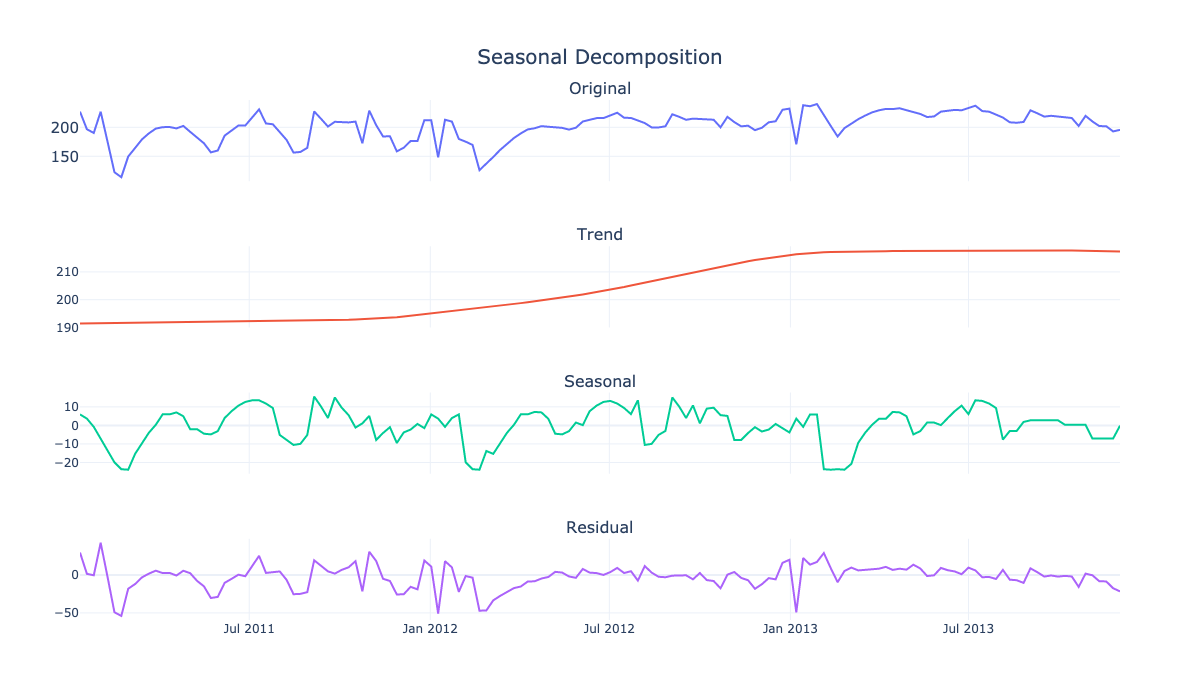 Seasonal Decomposition
Original
200
150
Trend
210
200
190
Seasonal
10
0
−10
−20
Residual
0
−50
Jul 2011 Jan 2012 Jul 2012 Jan 2013 Jul 2013